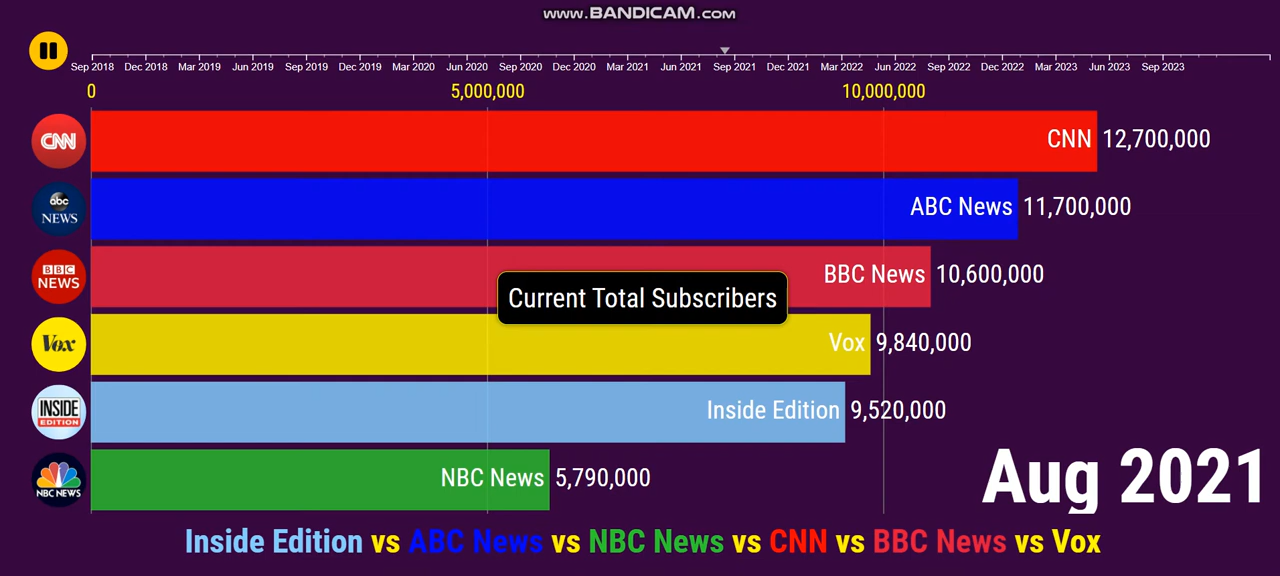 www.BANDICAM.com
Sep 2018 Dec 2018 Mar 2019 Jun 2019 Sep 2019 Dec 2019 Mar 2020 Jun 2020 Sep 2020 Dec 2020 Mar 2021 Jun 2021 Sep 2021 Dec 2021 Mar 2022 Jun 2022 Sep 2022 Dec 2022 Mar 2023 Jun 2023 Sep 2023
0 5,000,000 10,000,000
CNN CNN 12,700,000
abc
NEWS ABC News 11,700,000
BBC
NEWS BBC News 10,600,000
Current Total Subscribers
Vox Vox 9,840,000
INSIDE
EDITION Inside Edition 9,520,000
NBC NEWS NBC News 5,790,000
Aug 2021
Inside Edition vs ABC News vs NBC News vs CNN vs BBC News vs Vox